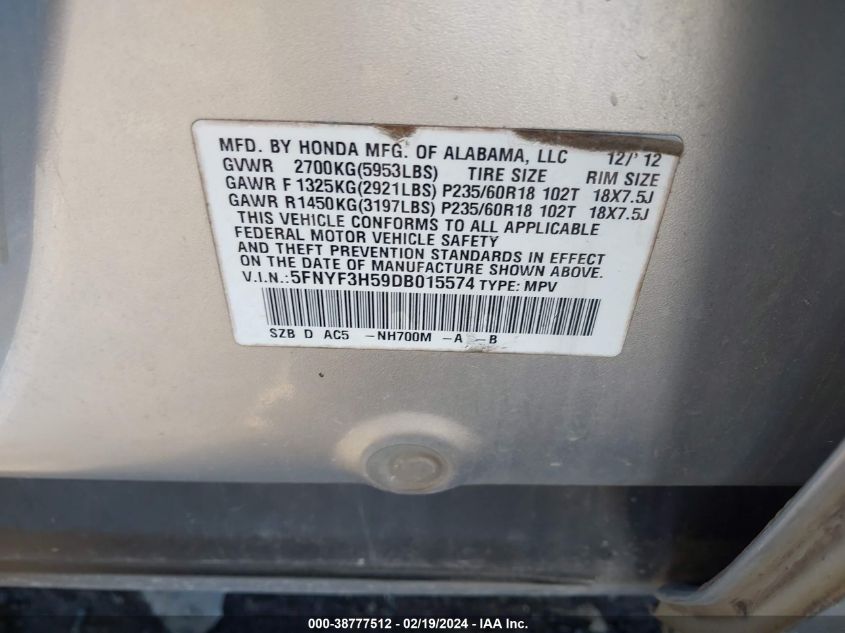 MFD. BY HONDA MFG. OF ALABAMA, LLC 12/'12
GVWR 2700KG(5953LBS) TIRE SIZE RIM SIZE
GAWR F 1325KG(2921LBS) P235/60R18 102T 18X7.5J
GAWR R1450KG(3197LBS) P235/60R18 102T 18X7.5J
THIS VEHICLE CONFORMS TO ALL APPLICABLE
FEDERAL MOTOR VEHICLE SAFETY
AND THEFT PREVENTION STANDARDS IN EFFECT
ON THE DATE OF MANUFACTURE SHOWN ABOVE.
V.I.N.:5FNYF3H59DB015574 TYPE: MPV
SZB D AC5 -NH700M -A -B
000-38777512 - 02/19/2024 - IAA Inc.